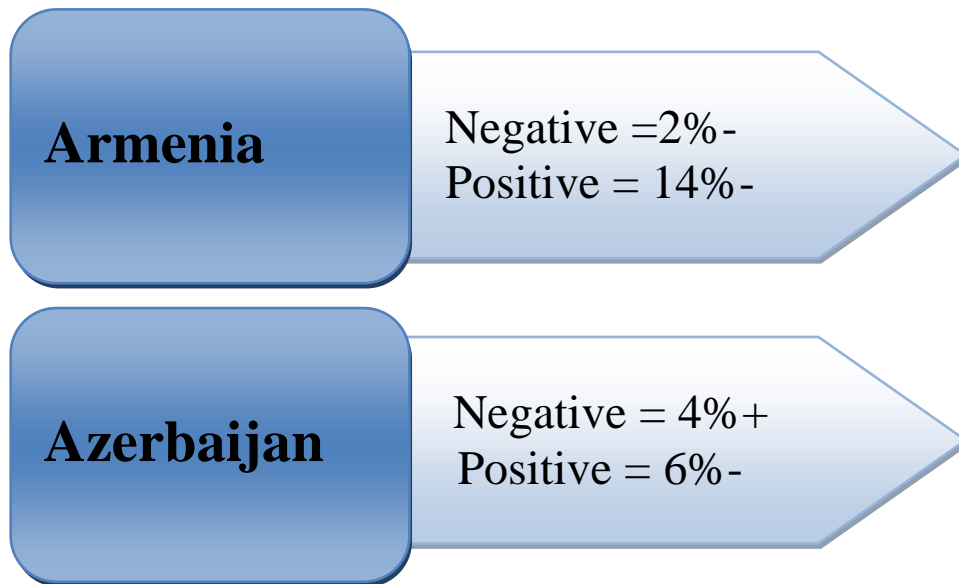 Armenia
Negative =2%-
Positive = 14%-
Azerbaijan
Negative = 4%+
Positive = 6%-